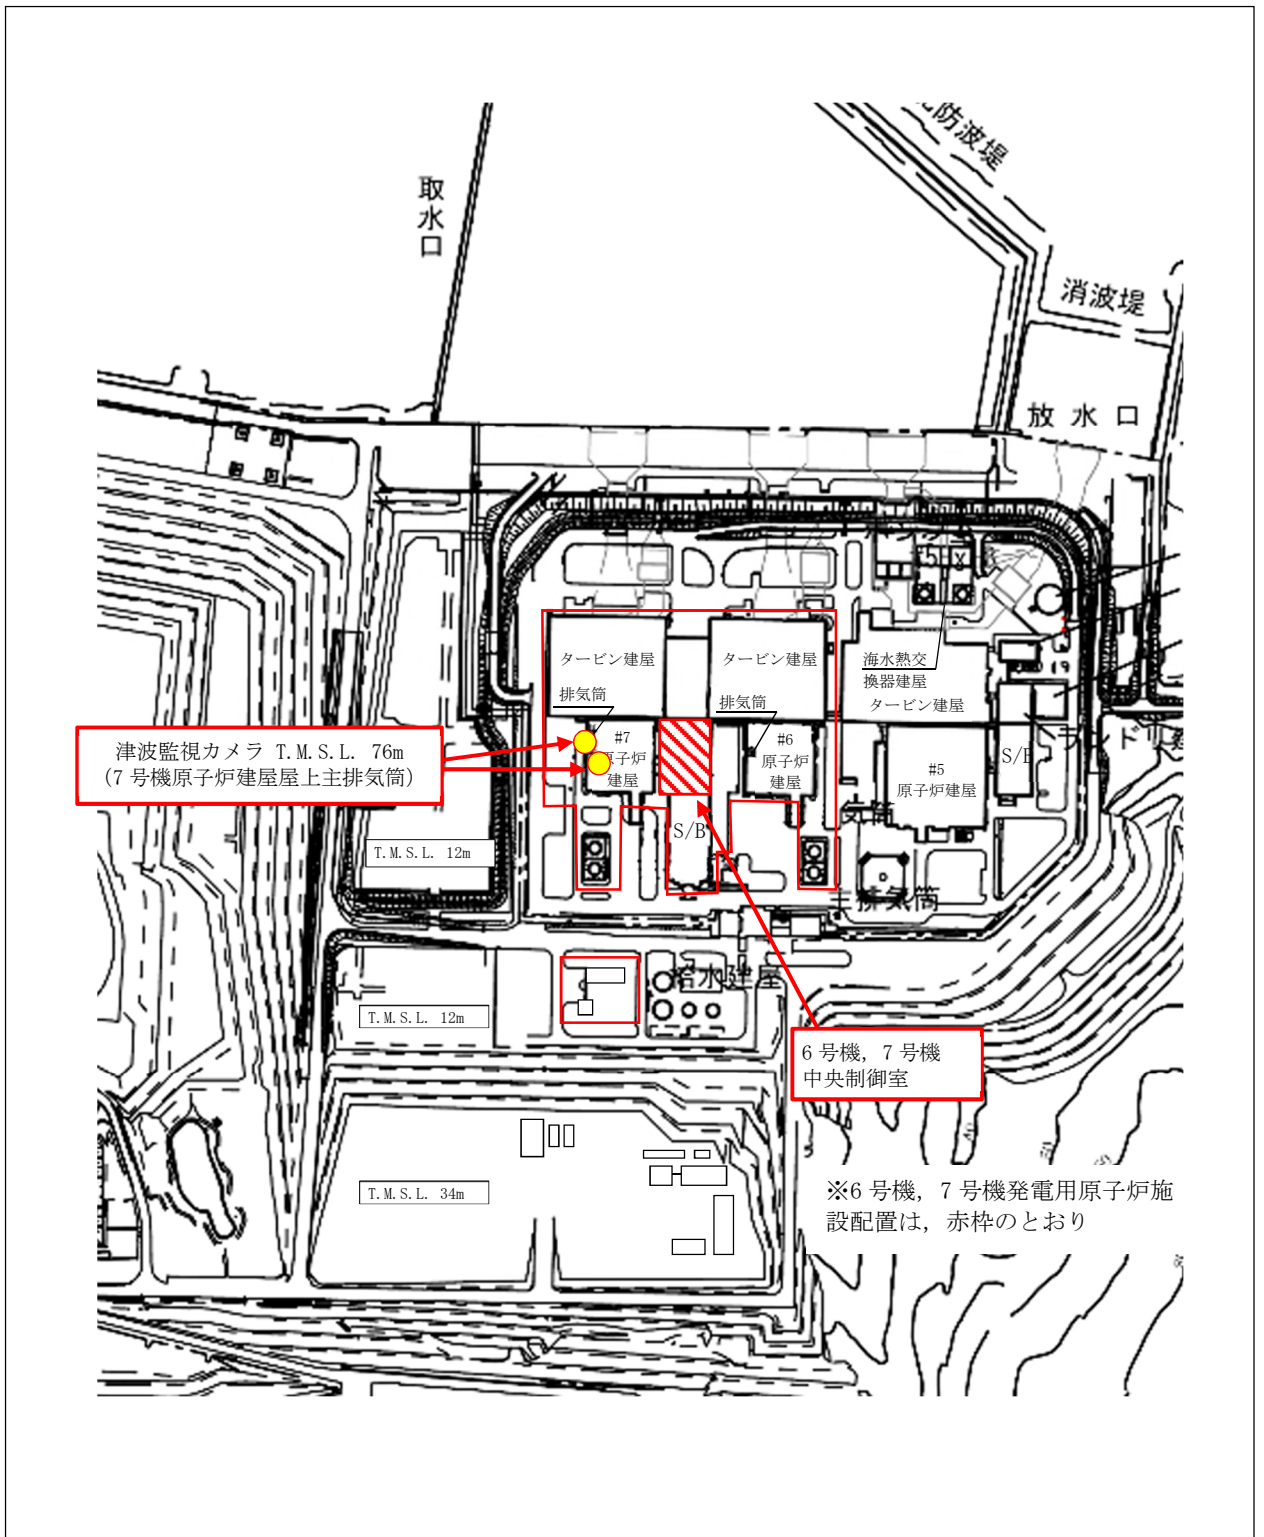 北防波堤
取水口
消波堤
放水口
タービン建屋
タービン建屋
海水熱交
換器建屋
タービン建屋
排気筒
排気筒
#7
原子炉
建屋
#6
原子炉
建屋
#5
原子炉建屋
S/B
S/B
津波監視カメラ T.M.S.L. 76m
(7 号機原子炉建屋屋上主排気筒)
T.M.S.L. 12m
主排気筒
給水建屋
T.M.S.L. 12m
6 号機, 7 号機
中央制御室
T.M.S.L. 34m
※6 号機, 7 号機発電用原子炉施
設配置は, 赤枠のとおり